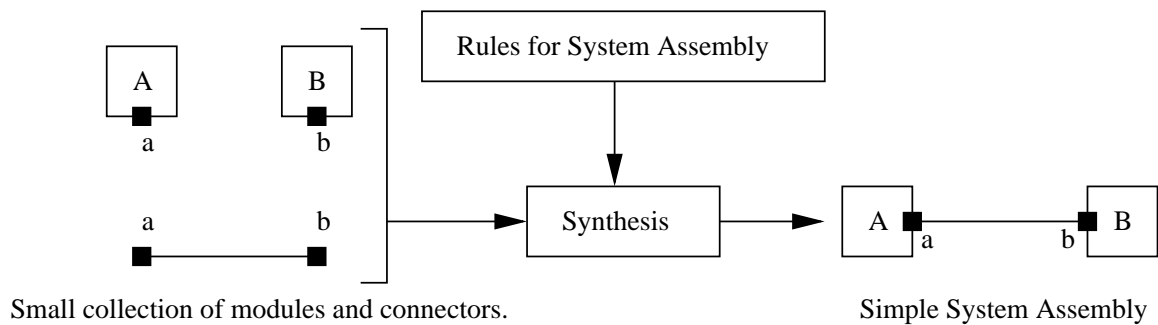 Rules for System Assembly
A
B
a
b
a
b
Synthesis
A
B
a
b
Small collection of modules and connectors.
Simple System Assembly